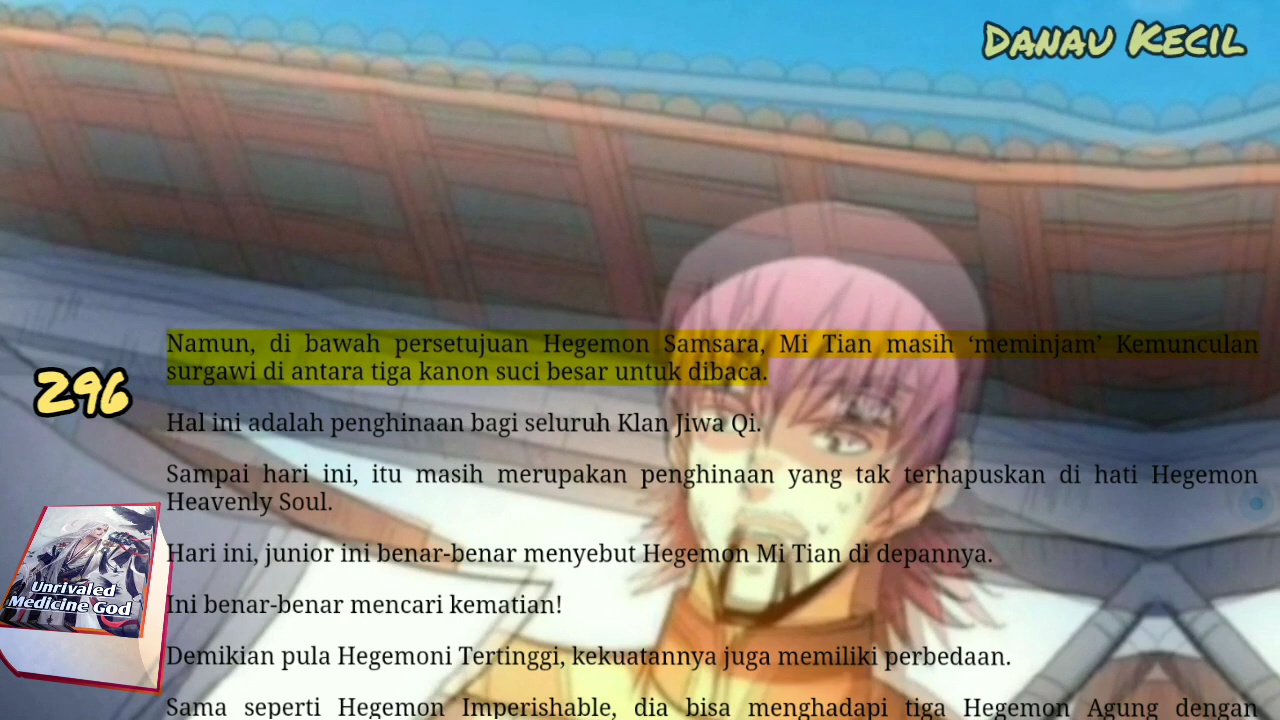 Danau Kecil
Namun, di bawah persetujuan Hegemon Samsara, Mi Tian masih ‘meminjam’ Kemunculan
surgawi di antara tiga kanon suci besar untuk dibaca.
296
Hal ini adalah penghinaan bagi seluruh Klan Jiwa Qi.
Sampai hari ini, itu masih merupakan penghinaan yang tak terhapuskan di hati Hegemon
Heavenly Soul.
Hari ini, junior ini benar-benar menyebut Hegemon Mi Tian di depannya.
Unrivaled
Medicine God
Ini benar-benar mencari kematian!
Demikian pula Hegemoni Tertinggi, kekuatannya juga memiliki perbedaan.
Sama seperti Hegemon Imperishable, dia bisa menghadapi tiga Hegemon Agung dengan